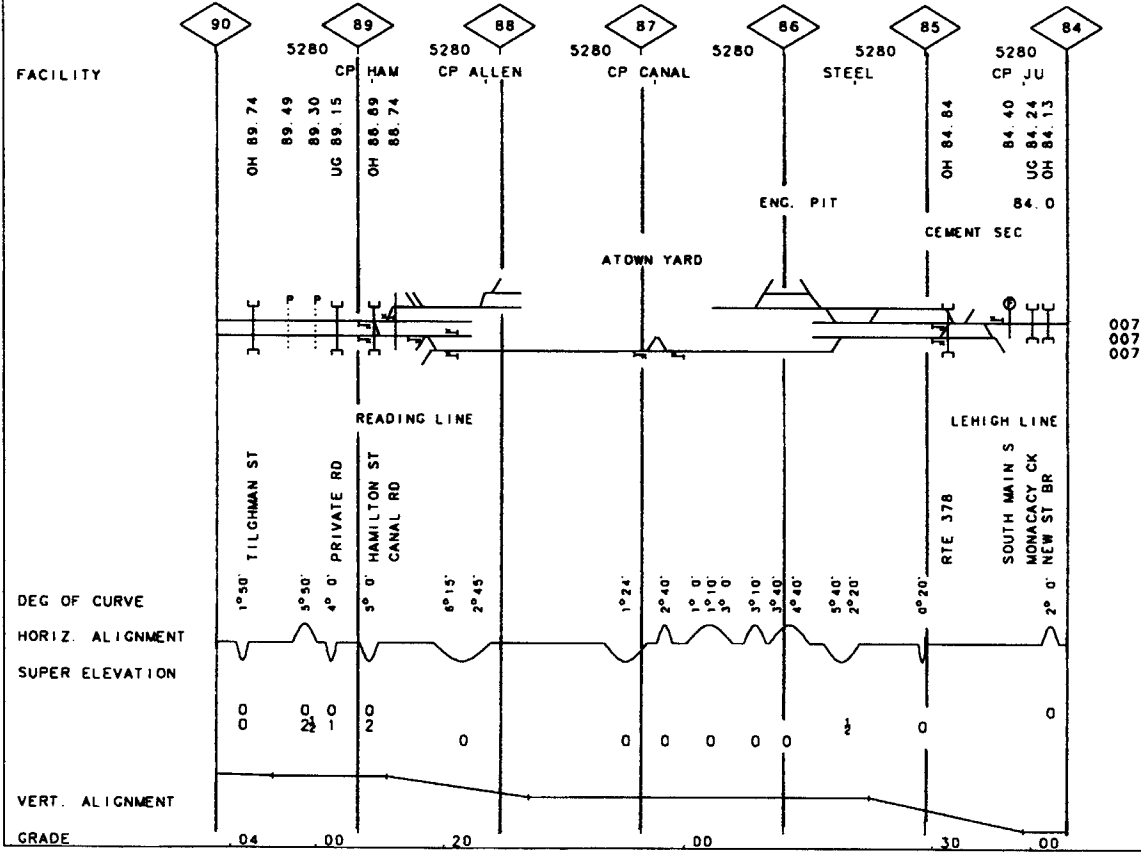 90 89 88 87 86 85 84
5280 5280 5280 5280 5280 5280
FACILITY CP HAM CP ALLEN CP CANAL STEEL CP JU
OH 89.74
89.49
89.30
UG 89.15
OH 88.89
88.74
OH 84.84
84.40
UG 84.24
OH 84.13
ENG. PIT 84.0
CEMENT SEC
ATOWN YARD
P P P
007
007
007
READING LINE LEHIGH LINE
TILGHMAN ST
PRIVATE RD
HAMILTON ST
CANAL RD
RTE 378
SOUTH MAIN S
MONACACY CK
NEW ST BR
DEG OF CURVE 1°50' 5°50' 4° 0' 5° 0' 6°15' 2°45' 1°24' 2°40' 1° 0' 1°10' 3° 0' 3°10' 3°40' 4°40' 5°40' 2°20' 0°20' 2° 0'
HORIZ. ALIGNMENT
SUPER ELEVATION
0 0 0 0 0
0 2½ 1 2 ½ 0
0 0 0 0 0 0
VERT. ALIGNMENT
GRADE .04 .00 .20 .00 .30 .00